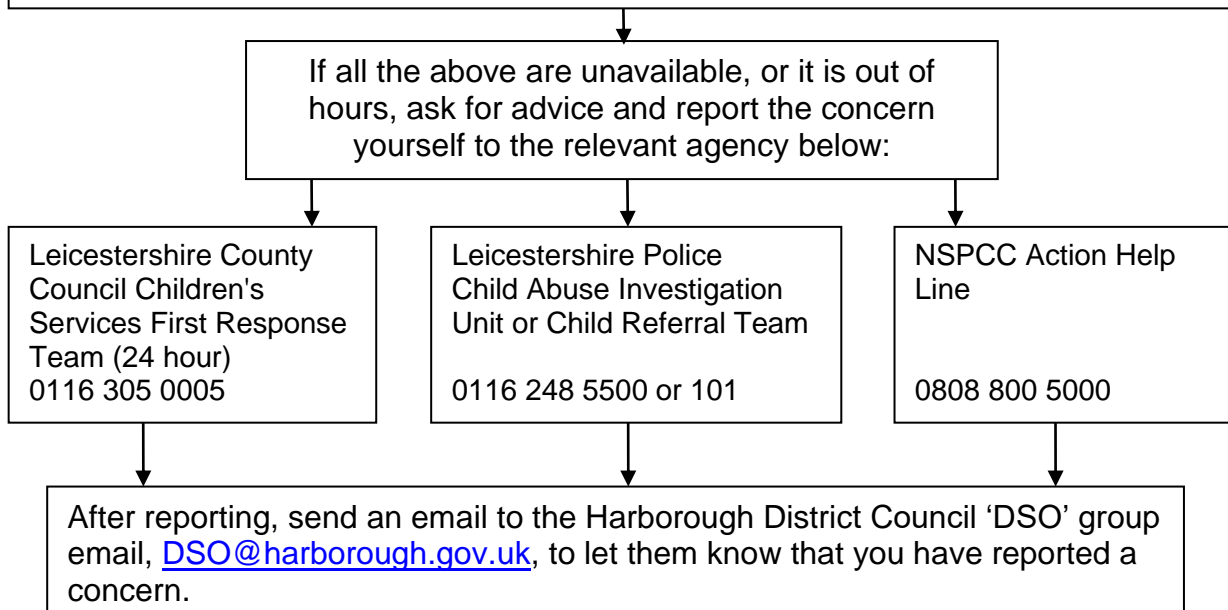 If all the above are unavailable, or it is out of
hours, ask for advice and report the concern
yourself to the relevant agency below:
Leicestershire County
Council Children's
Services First Response
Team (24 hour)
0116 305 0005
Leicestershire Police
Child Abuse Investigation
Unit or Child Referral Team
0116 248 5500 or 101
NSPCC Action Help
Line
0808 800 5000
After reporting, send an email to the Harborough District Council ‘DSO’ group
email, DSO@harborough.gov.uk, to let them know that you have reported a
concern.